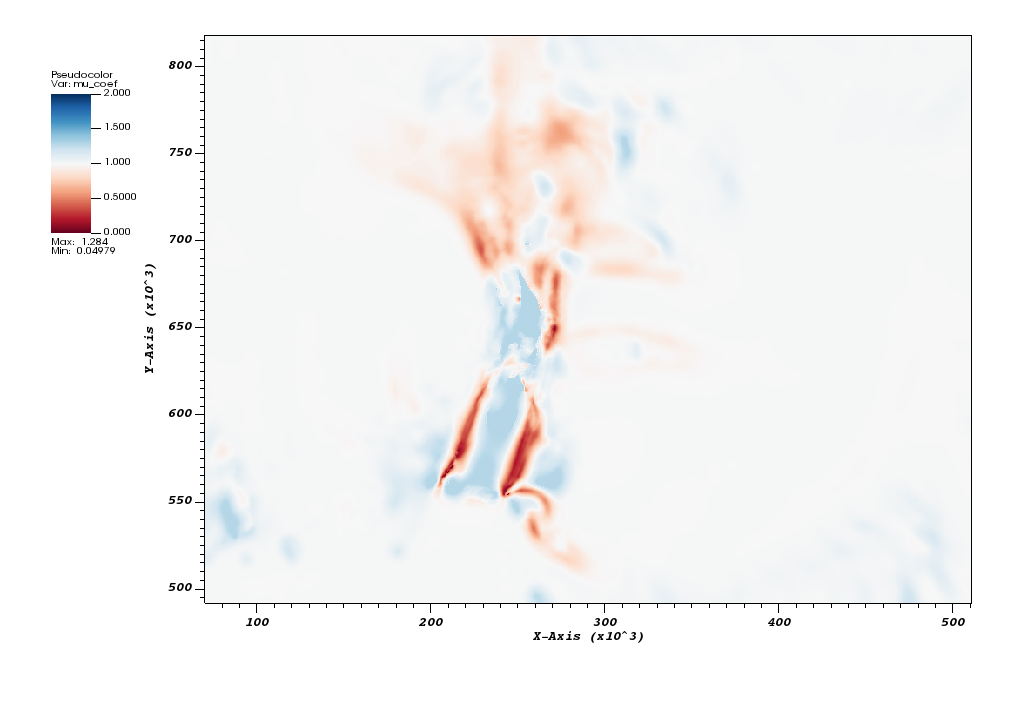 Pseudocolor
Var: mu_coef
2.000
1.500
1.000
0.5000
0.000
Max: 1.284
Min: 0.04979
Y-Axis (x10^3)
800
750
700
650
600
550
500
100 200 300 400 500
X-Axis (x10^3)